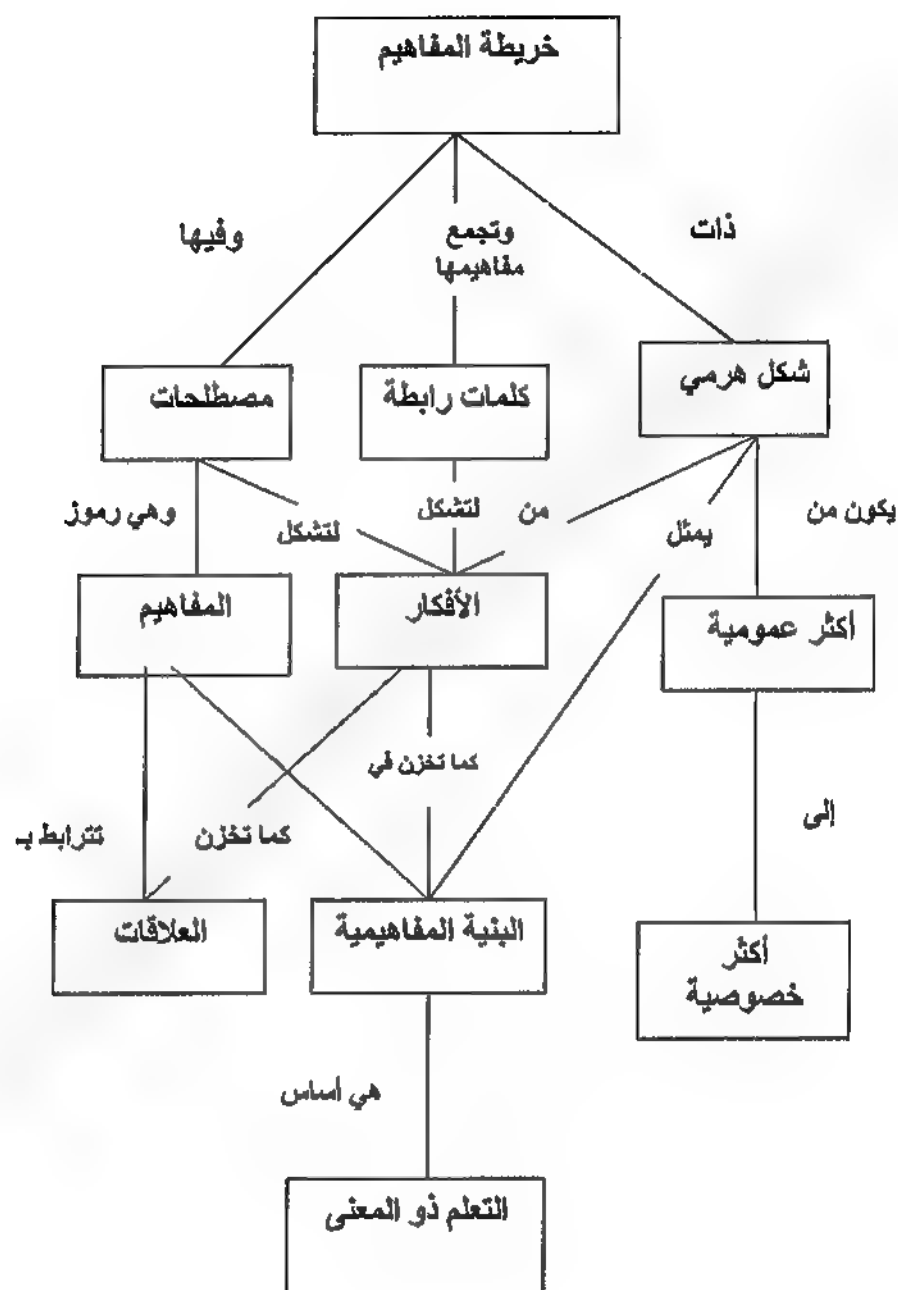 خريطة المفاهيم
ذات
وتجمع
مفاهيمها
وفيها
شكل هرمي
كلمات رابطة
مصطلحات
يكون من
يمثل
من
لتشكل
لتشكل
وهي رموز
أكثر عمومية
الأفكار
المفاهيم
إلى
كما تخزن في
كما تخزن
تترابط بـ
أكثر
خصوصية
البنية المفاهيمية
العلاقات
هي أساس
التعلم ذو المعنى